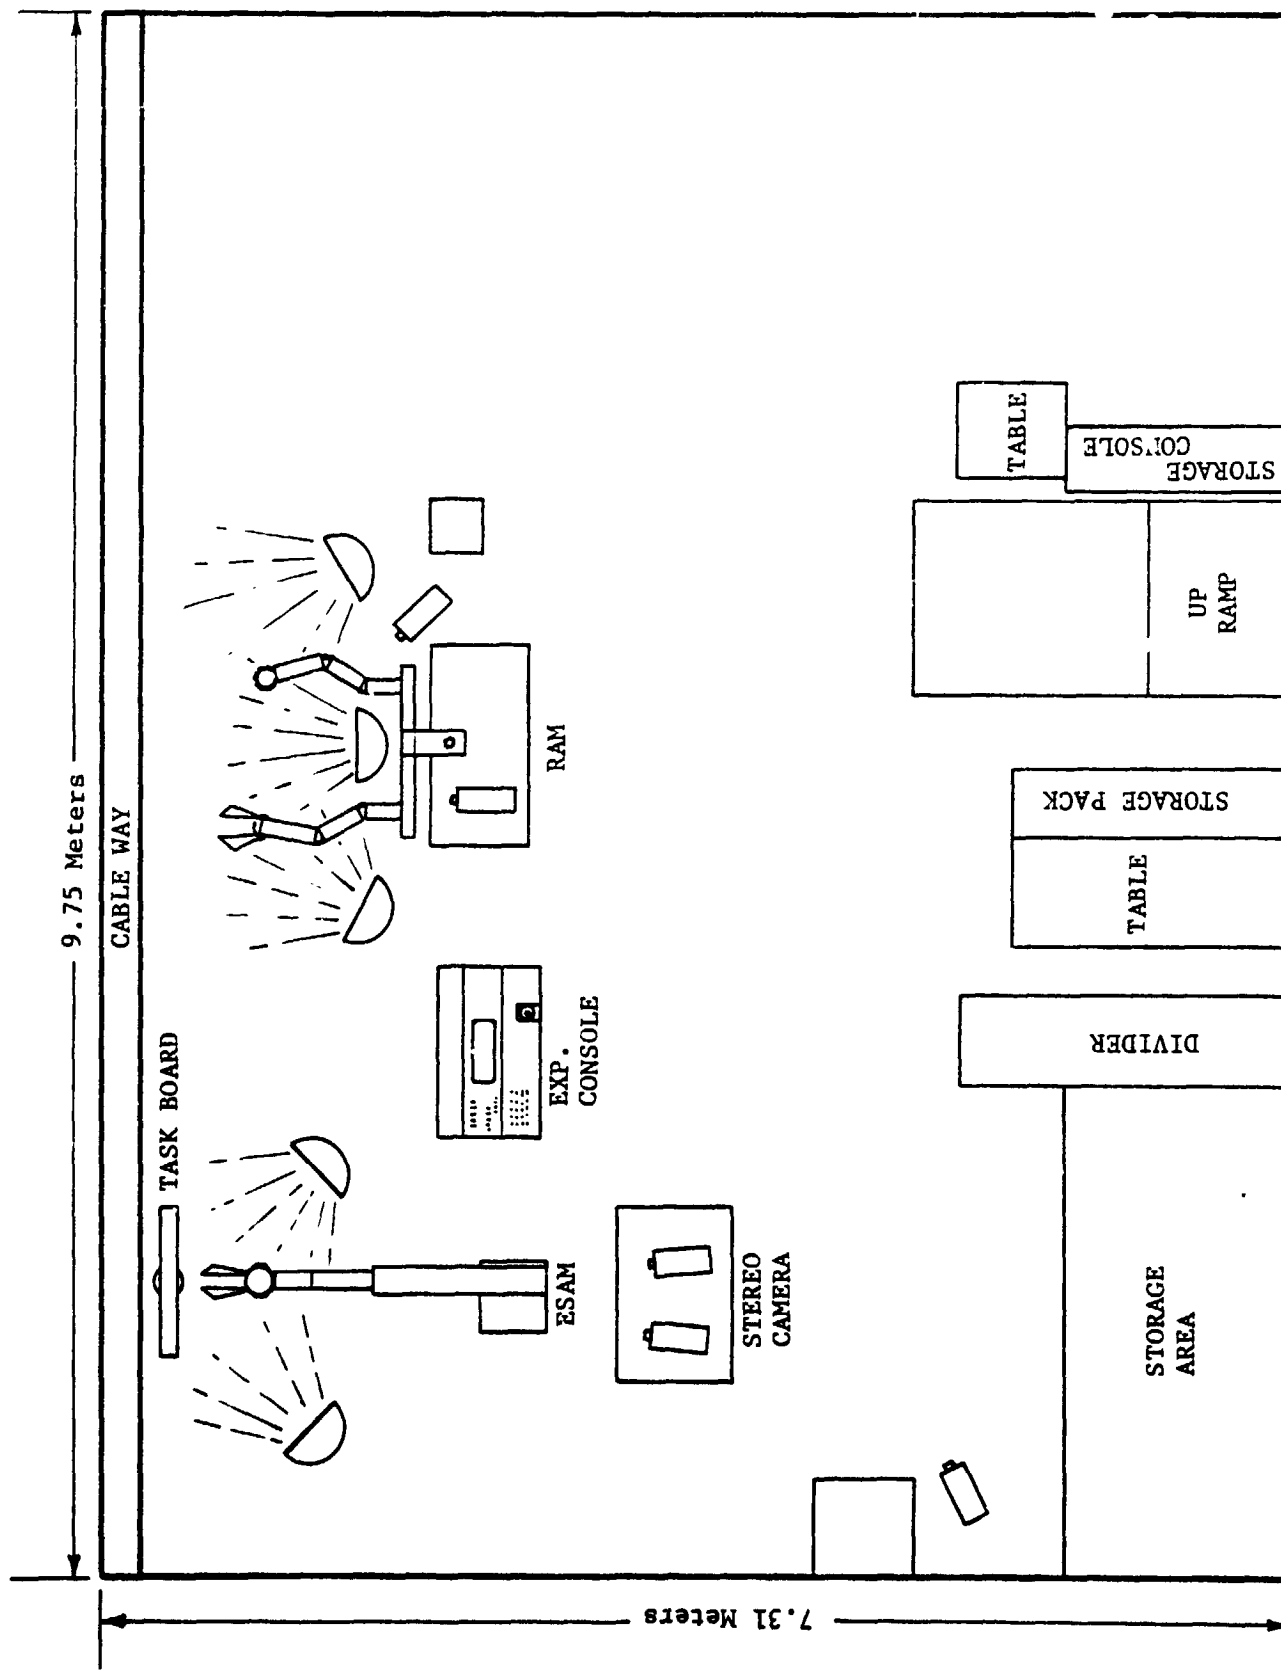 9.75 Meters
CABLE WAY
TASK BOARD
7.31 Meters
EXP.
CONSOLE
RAM
ESAM
STEREO
CAMERA
STORAGE
AREA
DIVIDER
TABLE
STORAGE PACK
UP
RAMP
TABLE
STORAGE
CONSOLE